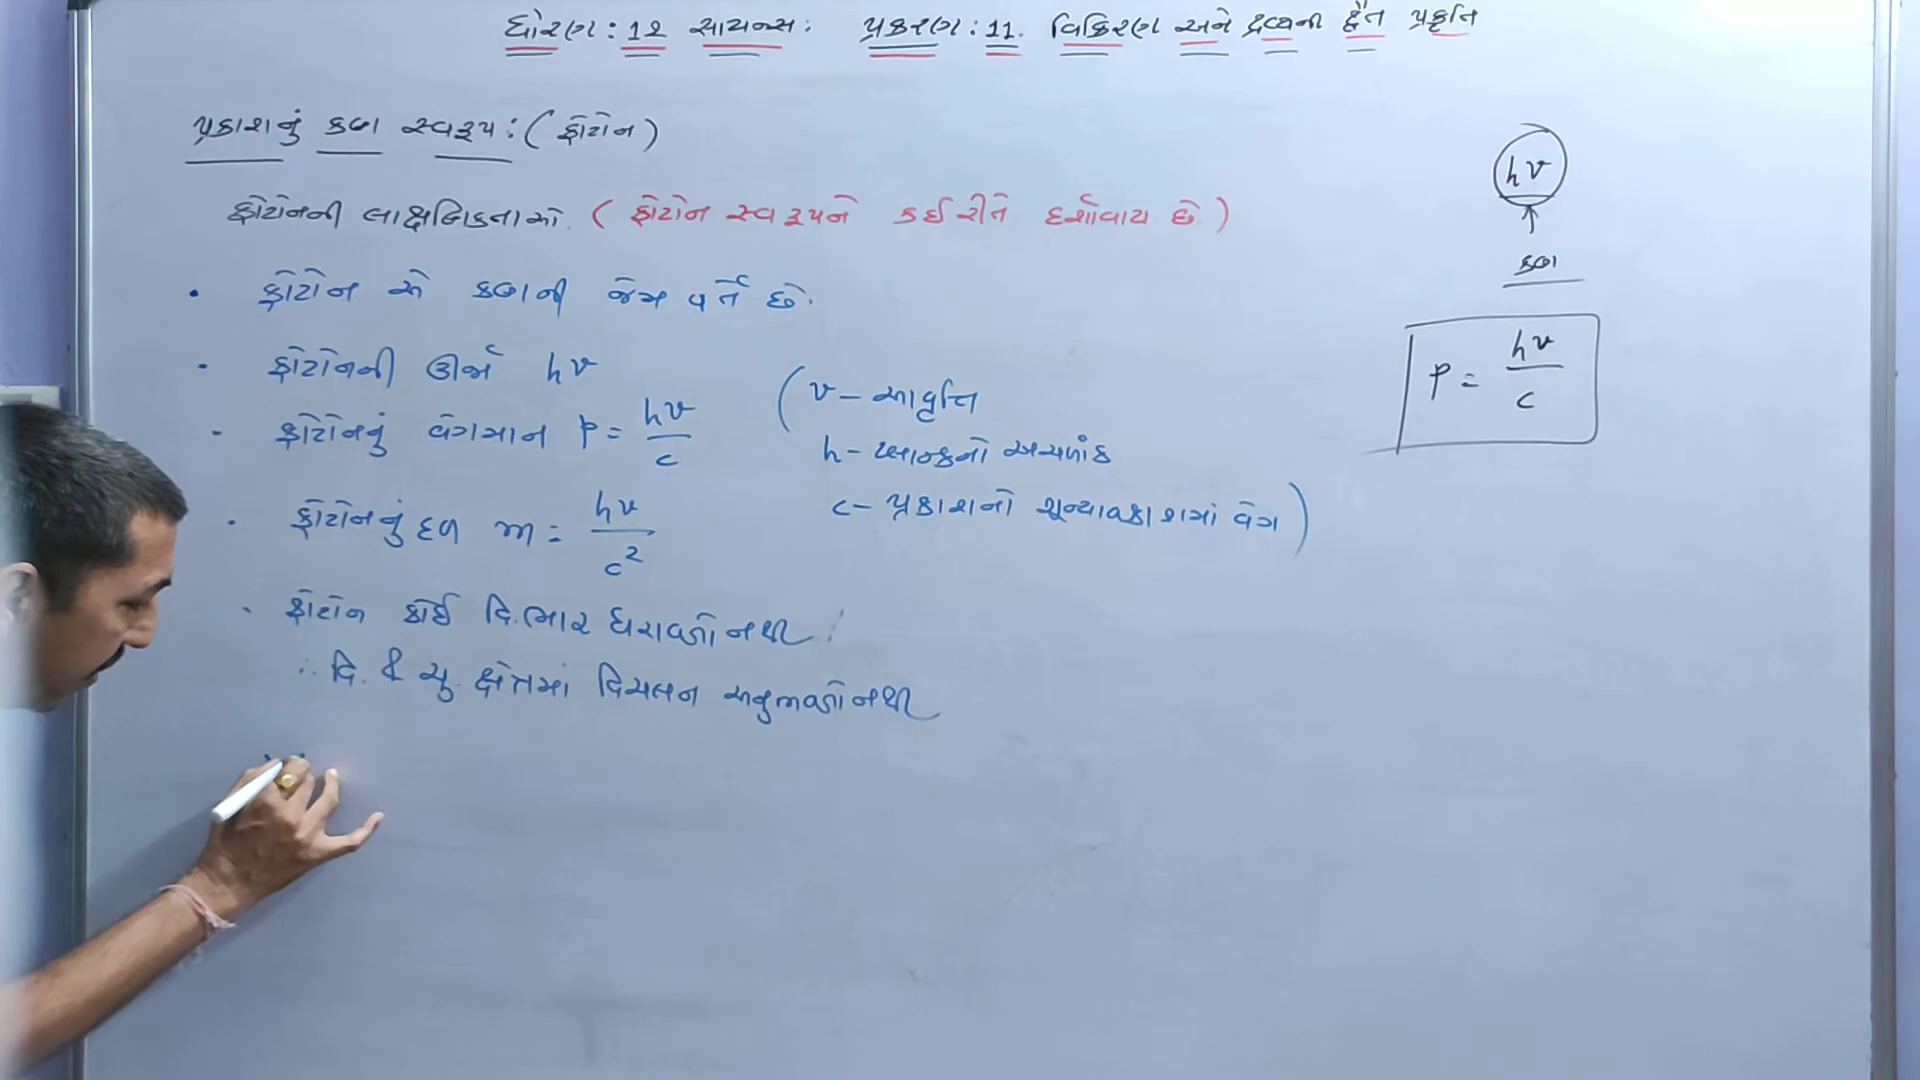 ધોરણ : 12 સાયન્સ. પ્રકરણ : 11. વિકિરણ અને દ્રવ્યની દ્વૈત પ્રકૃતિ
પ્રકાશનું કણ સ્વરૂપ : ( ફોટોન )
ફોટોનની લાક્ષણિકતાઓ. ( ફોટોન સ્વરૂપને કઈ રીતે દર્શાવાય છે )
• ફોટોન એ કણની જેમ વર્તે છે.
• ફોટોનની ઊર્જા hν
• ફોટોનનું વેગમાન p = hν / c
• ફોટોનનું દળ m = hν / c²
( ν – આવૃત્તિ
h – પ્લાન્કનો અચળાંક
c – પ્રકાશનો શૂન્યાવકાશમાં વેગ )
• ફોટોન કોઈ વિ.ભાર ધરાવતો નથી
∴ વિ. & ચુ. ક્ષેત્રમાં વિચલન અનુભવતો નથી
hν
કણ
p = hν / c